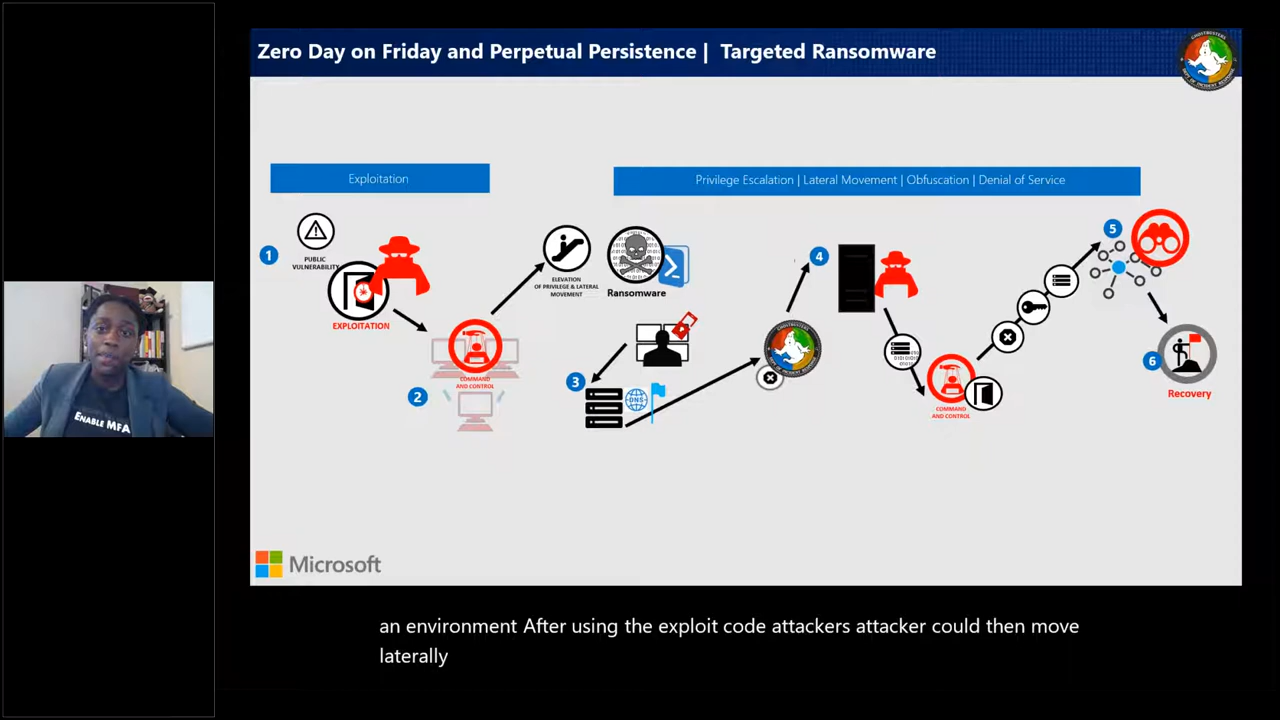 Zero Day on Friday and Perpetual Persistence | Targeted Ransomware
GHOSTBUSTERS
Exploitation
Privilege Escalation | Lateral Movement | Obfuscation | Denial of Service
1
PUBLIC
VULNERABILITY
EXPLOITATION
COMMAND
AND CONTROL
2
ELEVATION
OF PRIVILEGE & LATERAL
MOVEMENT
Ransomware
3
DNS
4
COMMAND
AND CONTROL
5
6
Recovery
ENABLE MFA
Microsoft
an environment After using the exploit code attackers attacker could then move
laterally